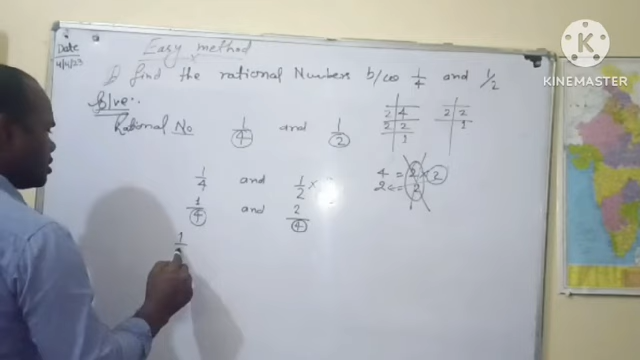 Date
4/4/23
Easy method
Find the rational Numbers b/w 1/4 and 1/2
Solve:-
Rational No 1/4 and 1/2
2 | 4
2 | 2
1
2 | 2
1
1/4 and 1/2 ×
4 = 2 × 2
2 = 2
1/4 and 2/4
1
KINEMASTER